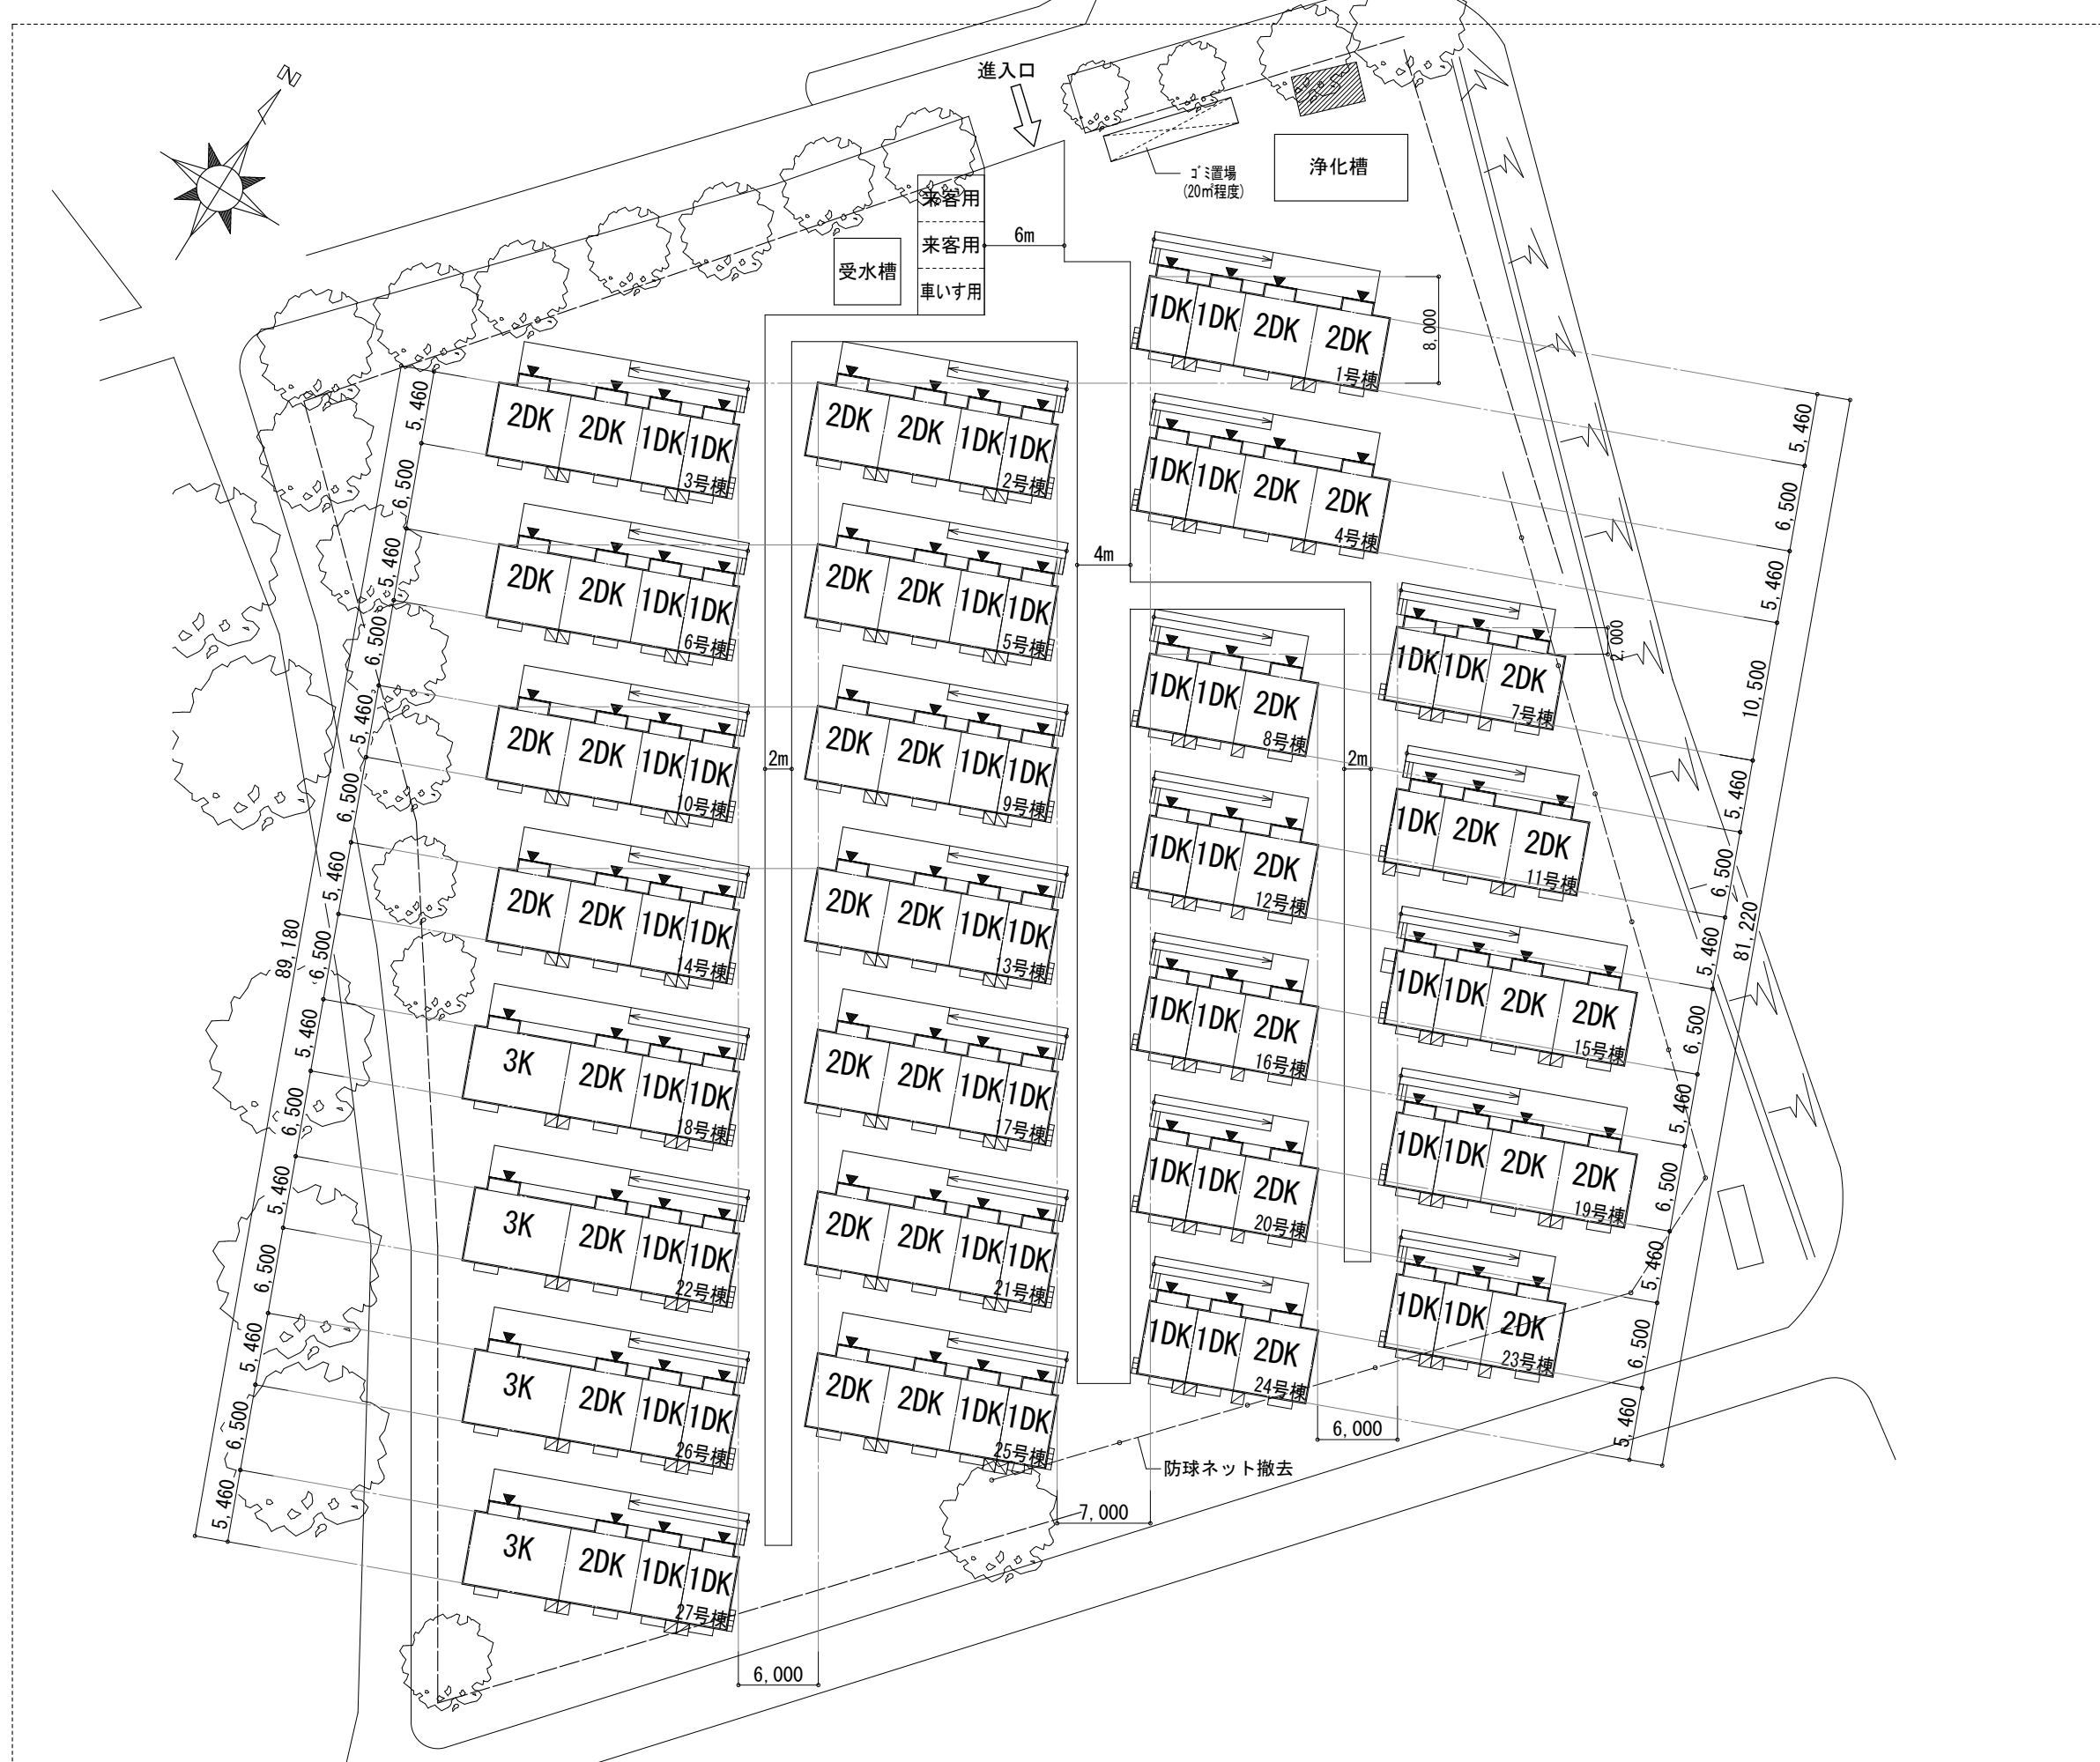 N
進入口
ゴミ置場
(20㎡程度)
浄化槽
来客用
来客用
車いす用
受水槽
6m
1DK 1DK 2DK 2DK
1号棟
8,000
2DK 2DK 1DK 1DK
3号棟
2DK 2DK 1DK 1DK
2号棟
1DK 1DK 2DK 2DK
4号棟
4m
2DK 2DK 1DK 1DK
6号棟
2DK 2DK 1DK 1DK
5号棟
1DK 1DK 2DK
8号棟
1DK 1DK 2DK
7号棟
2,000
2DK 2DK 1DK 1DK
10号棟
2m
2DK 2DK 1DK 1DK
9号棟
2m
1DK 1DK 2DK
12号棟
1DK 2DK 2DK
11号棟
2DK 2DK 1DK 1DK
14号棟
2DK 2DK 1DK 1DK
13号棟
1DK 1DK 2DK
16号棟
1DK 1DK 2DK 2DK
15号棟
3K 2DK 1DK 1DK
18号棟
2DK 2DK 1DK 1DK
17号棟
1DK 1DK 2DK
20号棟
1DK 1DK 2DK 2DK
19号棟
3K 2DK 1DK 1DK
22号棟
2DK 2DK 1DK 1DK
21号棟
1DK 1DK 2DK
24号棟
1DK 1DK 2DK
23号棟
3K 2DK 1DK 1DK
26号棟
2DK 2DK 1DK 1DK
25号棟
3K 2DK 1DK 1DK
27号棟
5,460
6,500
5,460
6,500
5,460
6,500
5,460
6,500
5,460
6,500
5,460
6,500
5,460
6,500
5,460
89,180
5,460
6,500
5,460
10,500
5,460
6,500
5,460
6,500
5,460
6,500
5,460
6,500
5,460
81,220
6,000
防球ネット撤去
7,000
6,000